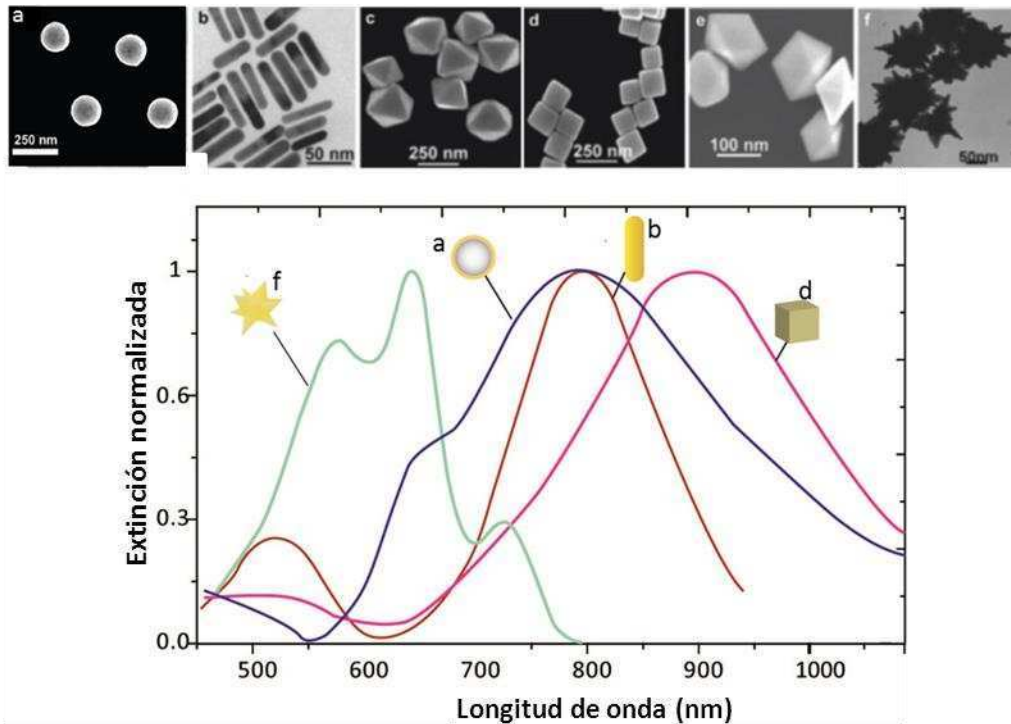 a
b
c
d
e
f
250 nm
50 nm
250 nm
250 nm
100 nm
50nm
Extinción normalizada
1
0.6
0.3
0.0
f
a
b
d
500
600
700
800
900
1000
Longitud de onda (nm)